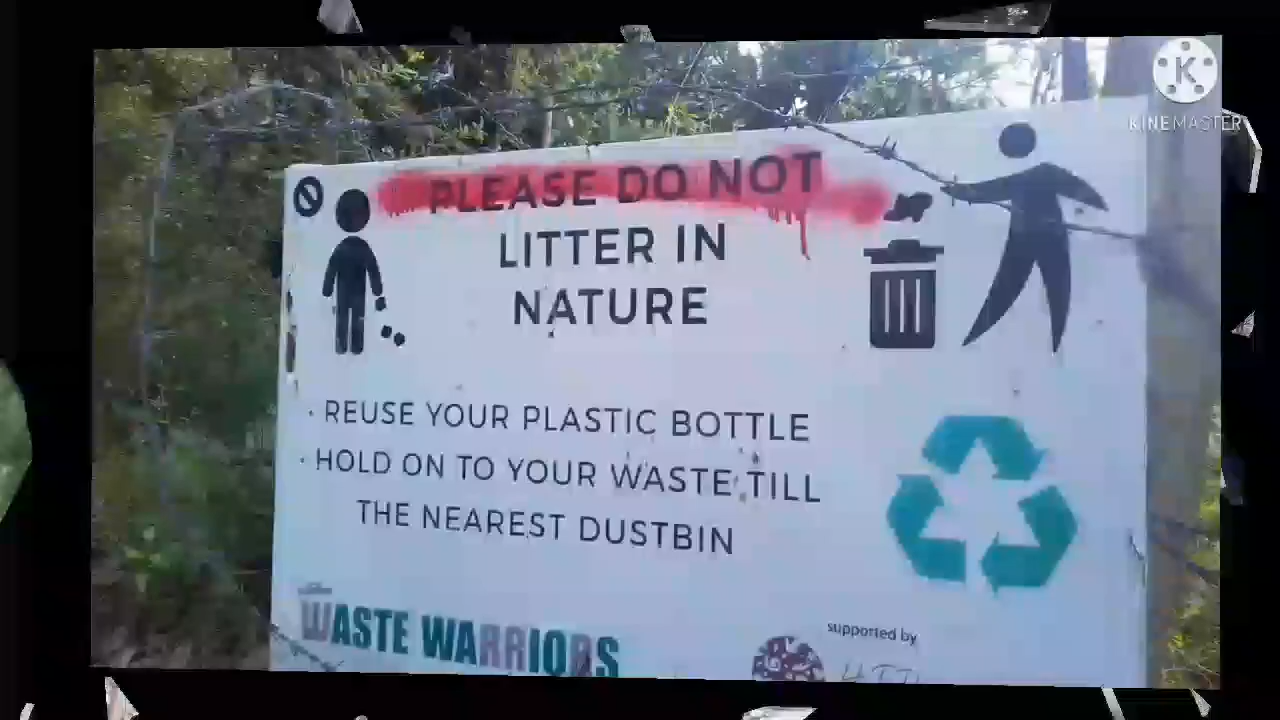 K
KINEMASTER
PLEASE DO NOT
LITTER IN
NATURE
· REUSE YOUR PLASTIC BOTTLE
· HOLD ON TO YOUR WASTE TILL
THE NEAREST DUSTBIN
WASTE WARRIORS
supported by